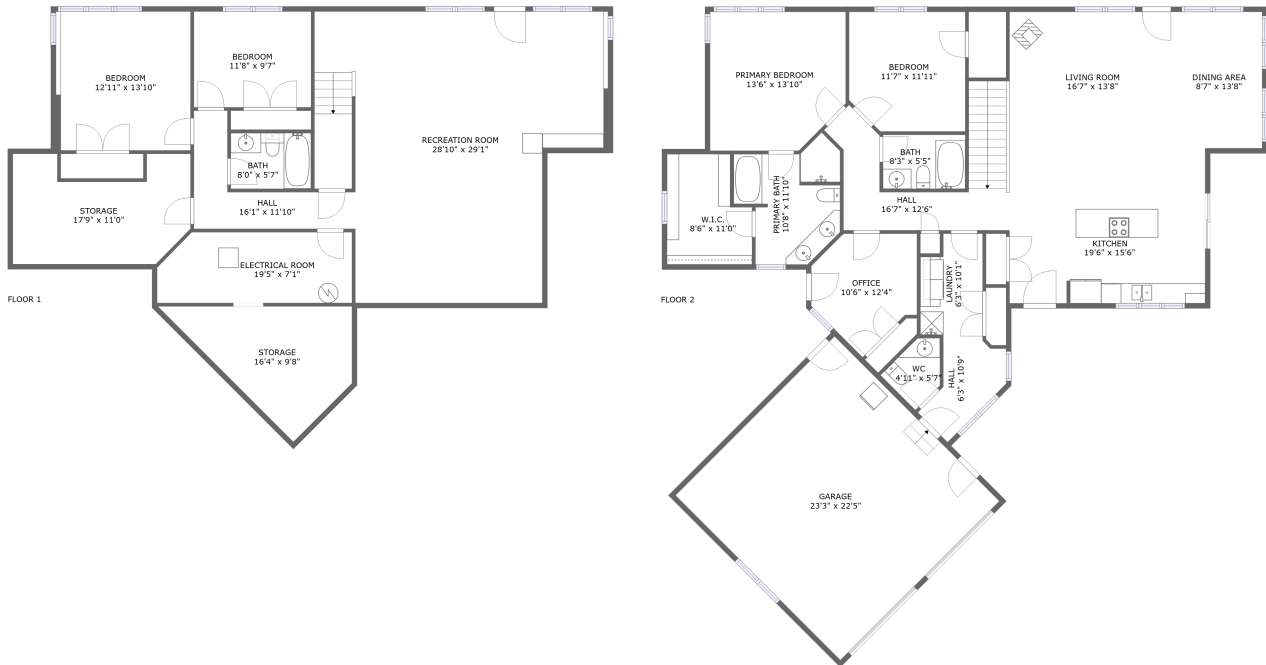 BEDROOM
12'11" x 13'10"
BEDROOM
11'8" x 9'7"
RECREATION ROOM
28'10" x 29'1"
BATH
8'0" x 5'7"
STORAGE
17'9" x 11'0"
HALL
16'1" x 11'10"
ELECTRICAL ROOM
19'5" x 7'1"
FLOOR 1
STORAGE
16'4" x 9'8"
PRIMARY BEDROOM
13'6" x 13'10"
BEDROOM
11'7" x 11'11"
LIVING ROOM
16'7" x 13'8"
DINING AREA
8'7" x 13'8"
BATH
8'3" x 5'5"
PRIMARY BATH
10'8" x 11'10"
W.I.C.
8'6" x 11'0"
HALL
16'7" x 12'6"
KITCHEN
19'6" x 15'6"
OFFICE
10'6" x 12'4"
LAUNDRY
6'3" x 10'1"
FLOOR 2
WC
4'11" x 5'7"
HALL
6'3" x 10'9"
GARAGE
23'3" x 22'5"